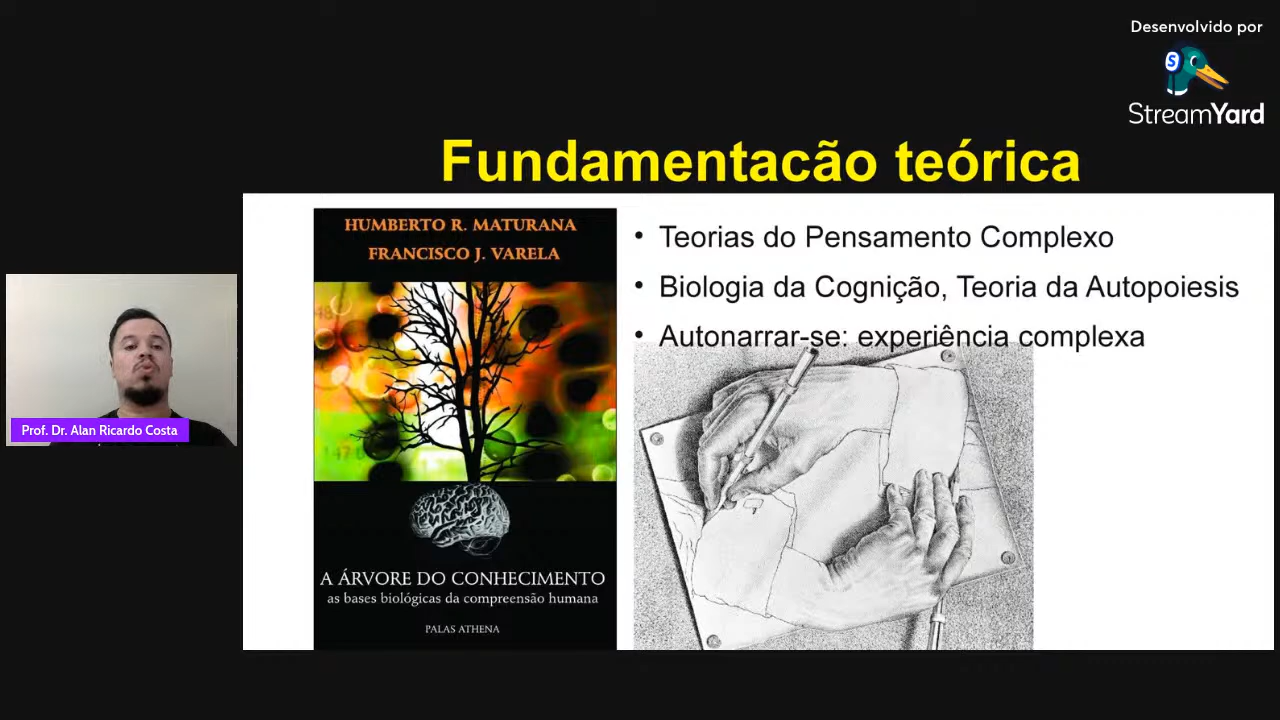 Desenvolvido por
StreamYard
Fundamentacão teórica
HUMBERTO R. MATURANA
FRANCISCO J. VARELA
A ÁRVORE DO CONHECIMENTO
as bases biológicas da compreensão humana
PALAS ATHENA
• Teorias do Pensamento Complexo
• Biologia da Cognição, Teoria da Autopoiesis
• Autonarrar-se: experiência complexa
Prof. Dr. Alan Ricardo Costa